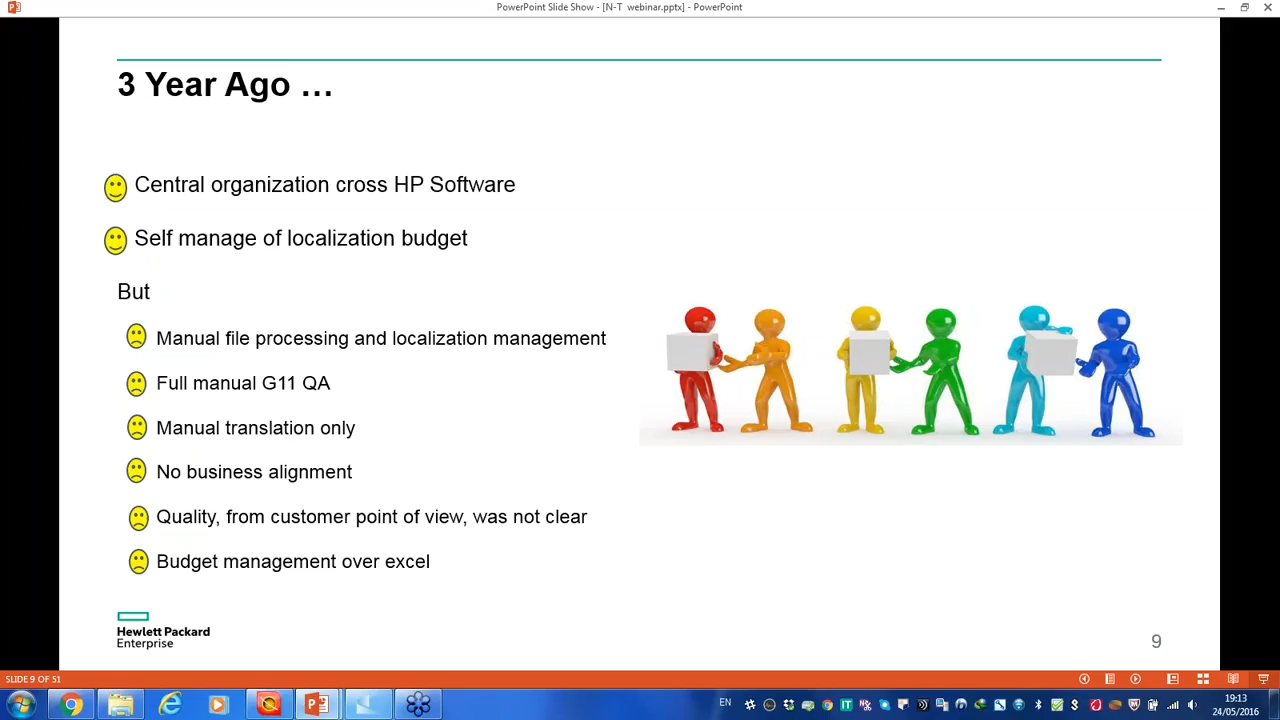 PowerPoint Slide Show - [N-T webinar.pptx] - PowerPoint
3 Year Ago …
Central organization cross HP Software
Self manage of localization budget
But
Manual file processing and localization management
Full manual G11 QA
Manual translation only
No business alignment
Quality, from customer point of view, was not clear
Budget management over excel
Hewlett Packard
Enterprise
9
SLIDE 9 OF 51
EN
19:13
24/05/2016